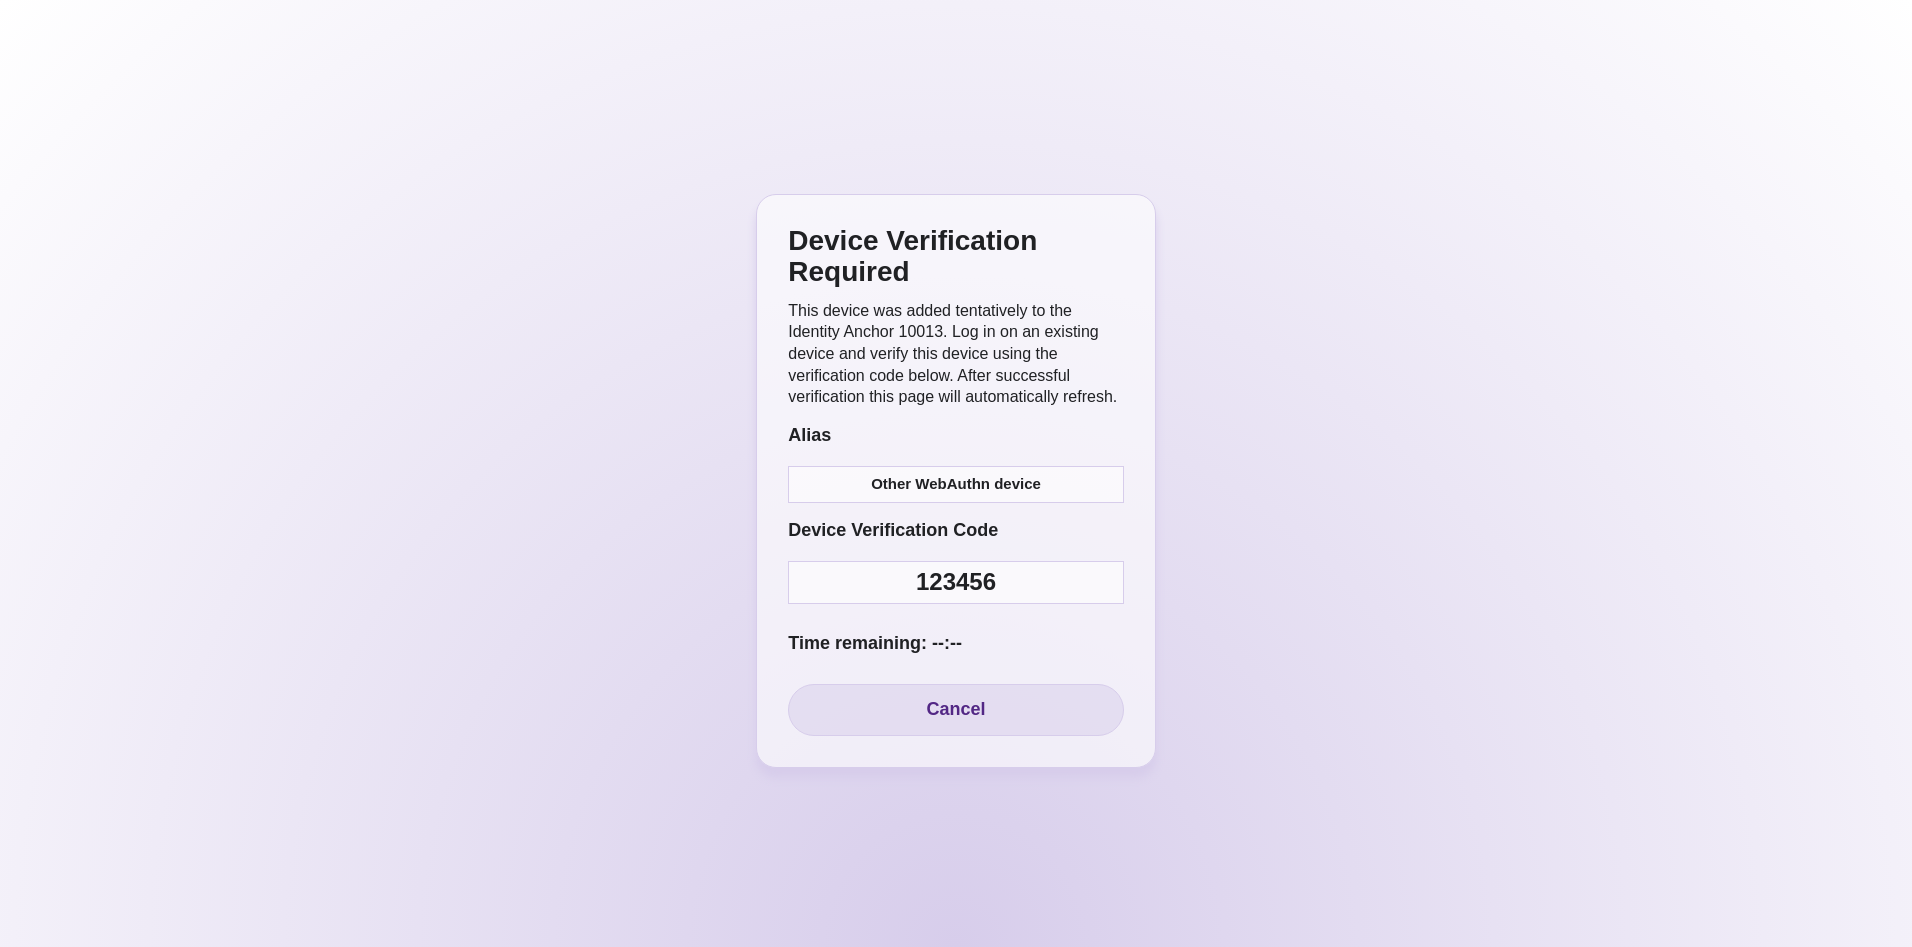 Device Verification
Required
This device was added tentatively to the
Identity Anchor 10013. Log in on an existing
device and verify this device using the
verification code below. After successful
verification this page will automatically refresh.
Alias
Other WebAuthn device
Device Verification Code
123456
Time remaining: --:--
Cancel